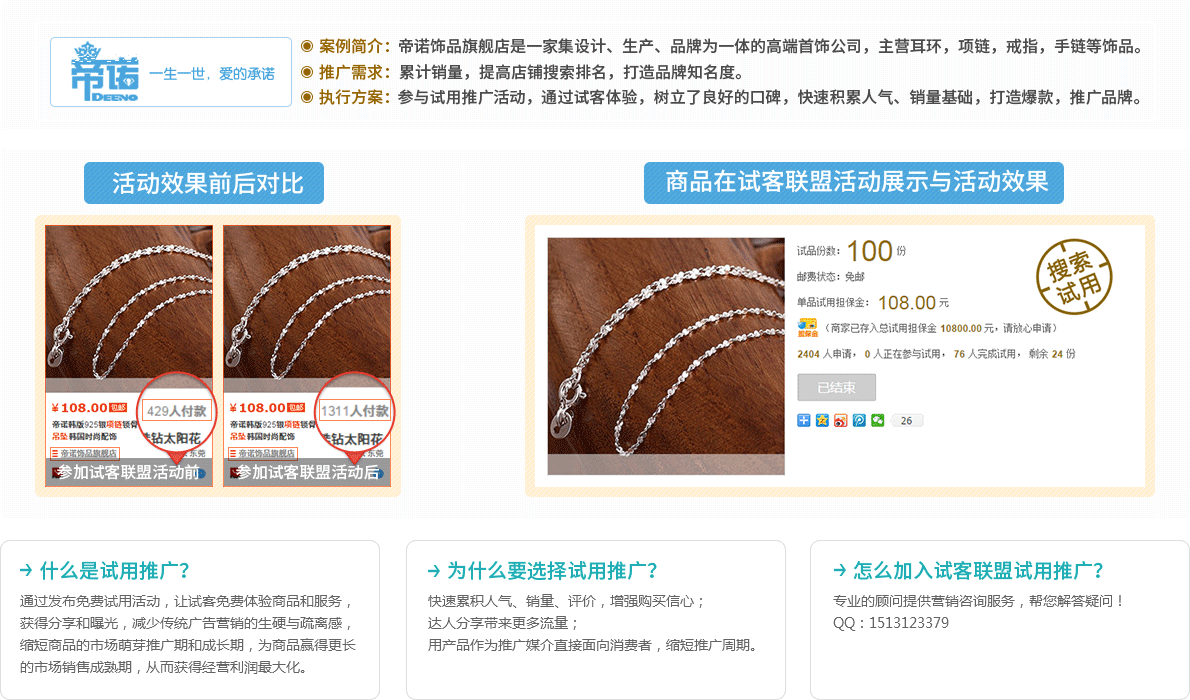 帝诺
DEENO
一生一世，爱的承诺
◉ 案例简介：帝诺饰品旗舰店是一家集设计、生产、品牌为一体的高端首饰公司，主营耳环，项链，戒指，手链等饰品。
◉ 推广需求：累计销量，提高店铺搜索排名，打造品牌知名度。
◉ 执行方案：参与试用推广活动，通过试客体验，树立了良好的口碑，快速积累人气、销量基础，打造爆款，推广品牌。
活动效果前后对比
¥108.00 包邮
429人付款
帝诺韩版925银项链锁骨
吊坠韩国时尚配饰
钻太阳花
帝诺饰品旗舰店
东莞
参加试客联盟活动前
¥108.00 包邮
1311人付款
帝诺韩版925银项链锁骨
吊坠韩国时尚配饰
钻太阳花
帝诺饰品旗舰店
东莞
参加试客联盟活动后
商品在试客联盟活动展示与活动效果
试品份数：100 份
邮费状态：免邮
单品试用担保金：108.00 元
（商家已存入总试用担保金 10800.00 元，请放心申请）
2404 人申请， 0 人正在参与试用， 76 人完成试用， 剩余 24 份
已结束
26
搜索
试用
→ 什么是试用推广？
通过发布免费试用活动，让试客免费体验商品和服务，
获得分享和曝光，减少传统广告营销的生硬与疏离感，
缩短商品的市场萌芽推广期和成长期，为商品赢得更长
的市场销售成熟期，从而获得经营利润最大化。
→ 为什么要选择试用推广？
快速累积人气、销量、评价，增强购买信心；
达人分享带来更多流量；
用产品作为推广媒介直接面向消费者，缩短推广周期。
→ 怎么加入试客联盟试用推广？
专业的顾问提供营销咨询服务，帮您解答疑问！
QQ：1513123379